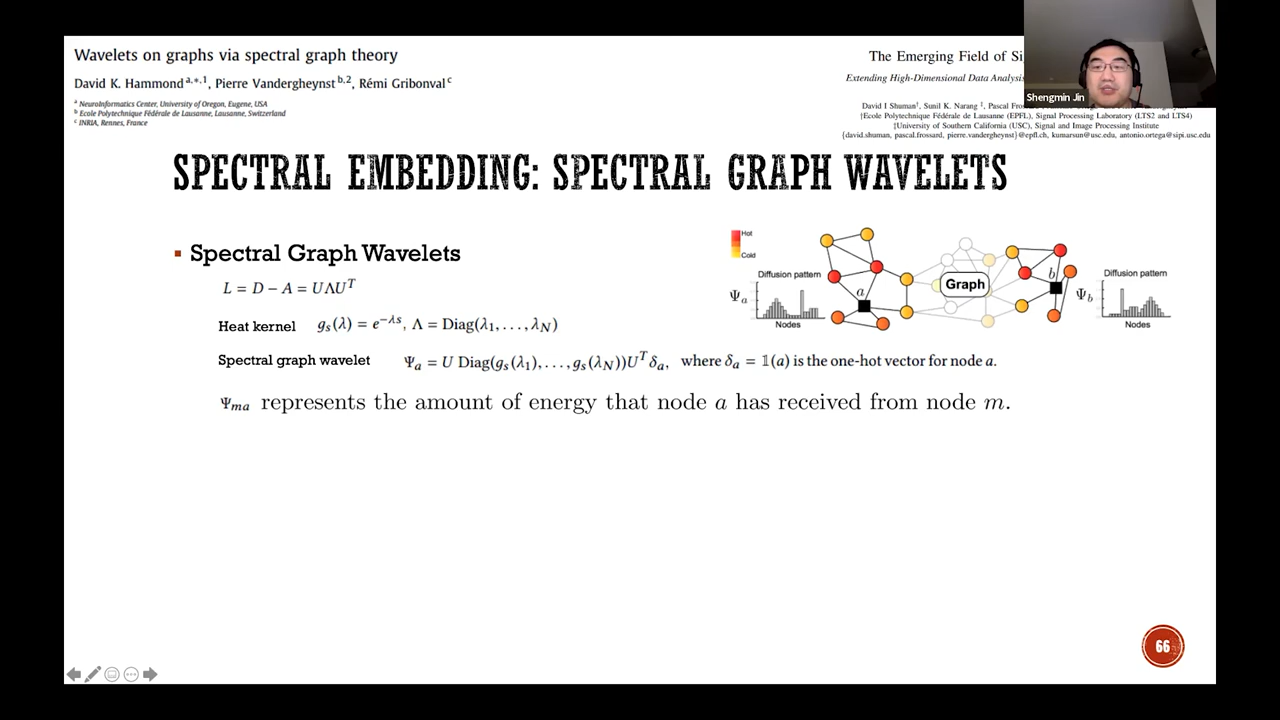 Wavelets on graphs via spectral graph theory
David K. Hammond a,*,1, Pierre Vandergheynst b,2, Rémi Gribonval c
a NeuroInformatics Center, University of Oregon, Eugene, USA
b Ecole Polytechnique Fédérale de Lausanne, Lausanne, Switzerland
c INRIA, Rennes, France
The Emerging Field of Si
Extending High-Dimensional Data Analysis
David I Shuman†, Sunil K. Narang ‡, Pascal Fros
†Ecole Polytechnique Fédérale de Lausanne (EPFL), Signal Processing Laboratory (LTS2 and LTS4)
‡University of Southern California (USC), Signal and Image Processing Institute
{david.shuman, pascal.frossard, pierre.vandergheynst}@epfl.ch, kumarsun@usc.edu, antonio.ortega@sipi.usc.edu
Shengmin Jin
SPECTRAL EMBEDDING: SPECTRAL GRAPH WAVELETS
▪ Spectral Graph Wavelets
L = D − A = UΛU^T
Heat kernel g_s(λ) = e^{−λs}, Λ = Diag(λ_1, . . . , λ_N)
Spectral graph wavelet Ψ_a = U Diag(g_s(λ_1), . . . , g_s(λ_N))U^T δ_a, where δ_a = 𝟙(a) is the one-hot vector for node a.
Ψ_ma represents the amount of energy that node a has received from node m.
Hot
Cold
Diffusion pattern
Ψ_a
Nodes
a
Graph
b
Diffusion pattern
Ψ_b
Nodes
66